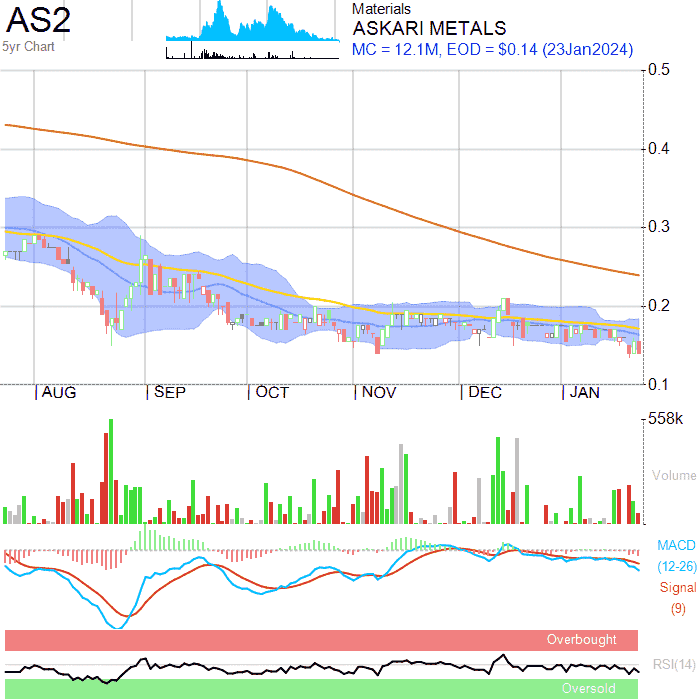 AS2
5yr Chart
Materials
ASKARI METALS
MC = 12.1M, EOD = $0.14 (23Jan2024)
0.5
0.4
0.3
0.2
0.1
AUG SEP OCT NOV DEC JAN
558k
Volume
MACD
(12-26)
Signal
(9)
Overbought
RSI(14)
Oversold